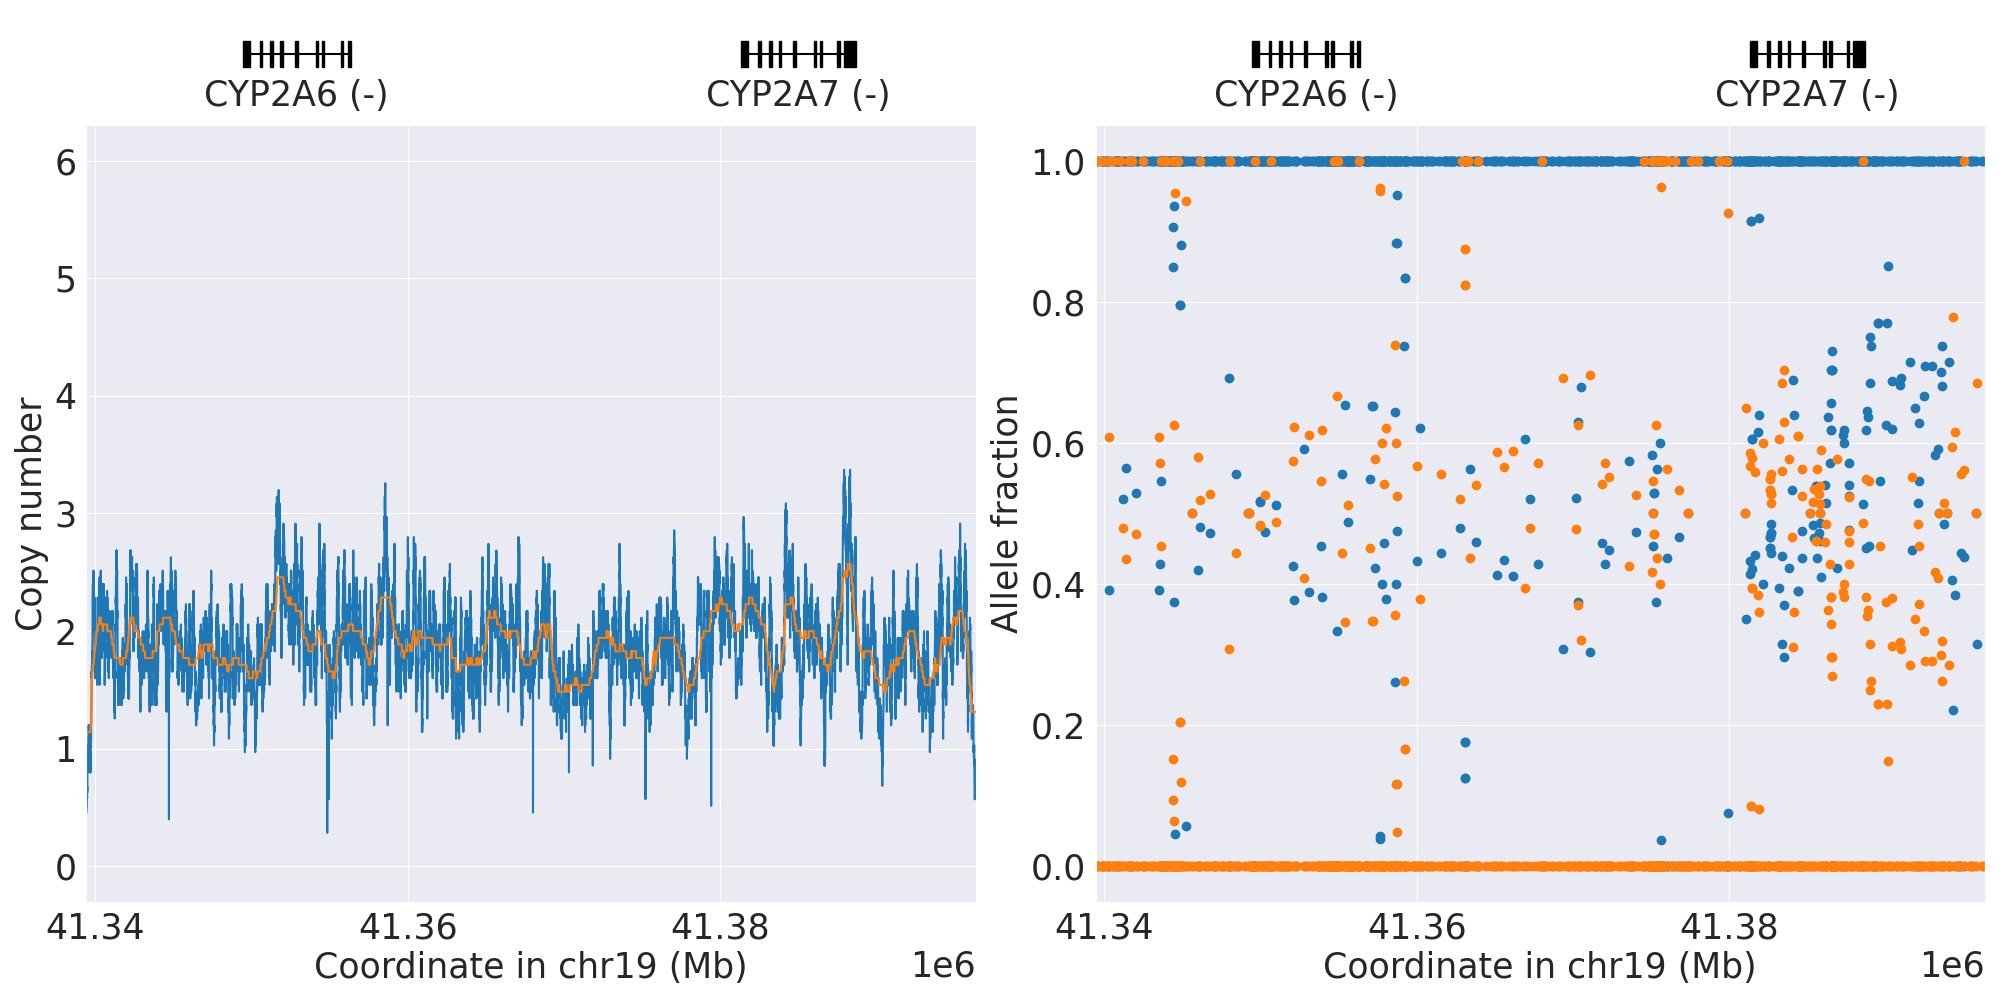 CYP2A6 (-) CYP2A7 (-)
CYP2A6 (-) CYP2A7 (-)
Copy number
6
5
4
3
2
1
0
41.34 41.36 41.38
Coordinate in chr19 (Mb) 1e6
Allele fraction
1.0
0.8
0.6
0.4
0.2
0.0
41.34 41.36 41.38
Coordinate in chr19 (Mb) 1e6